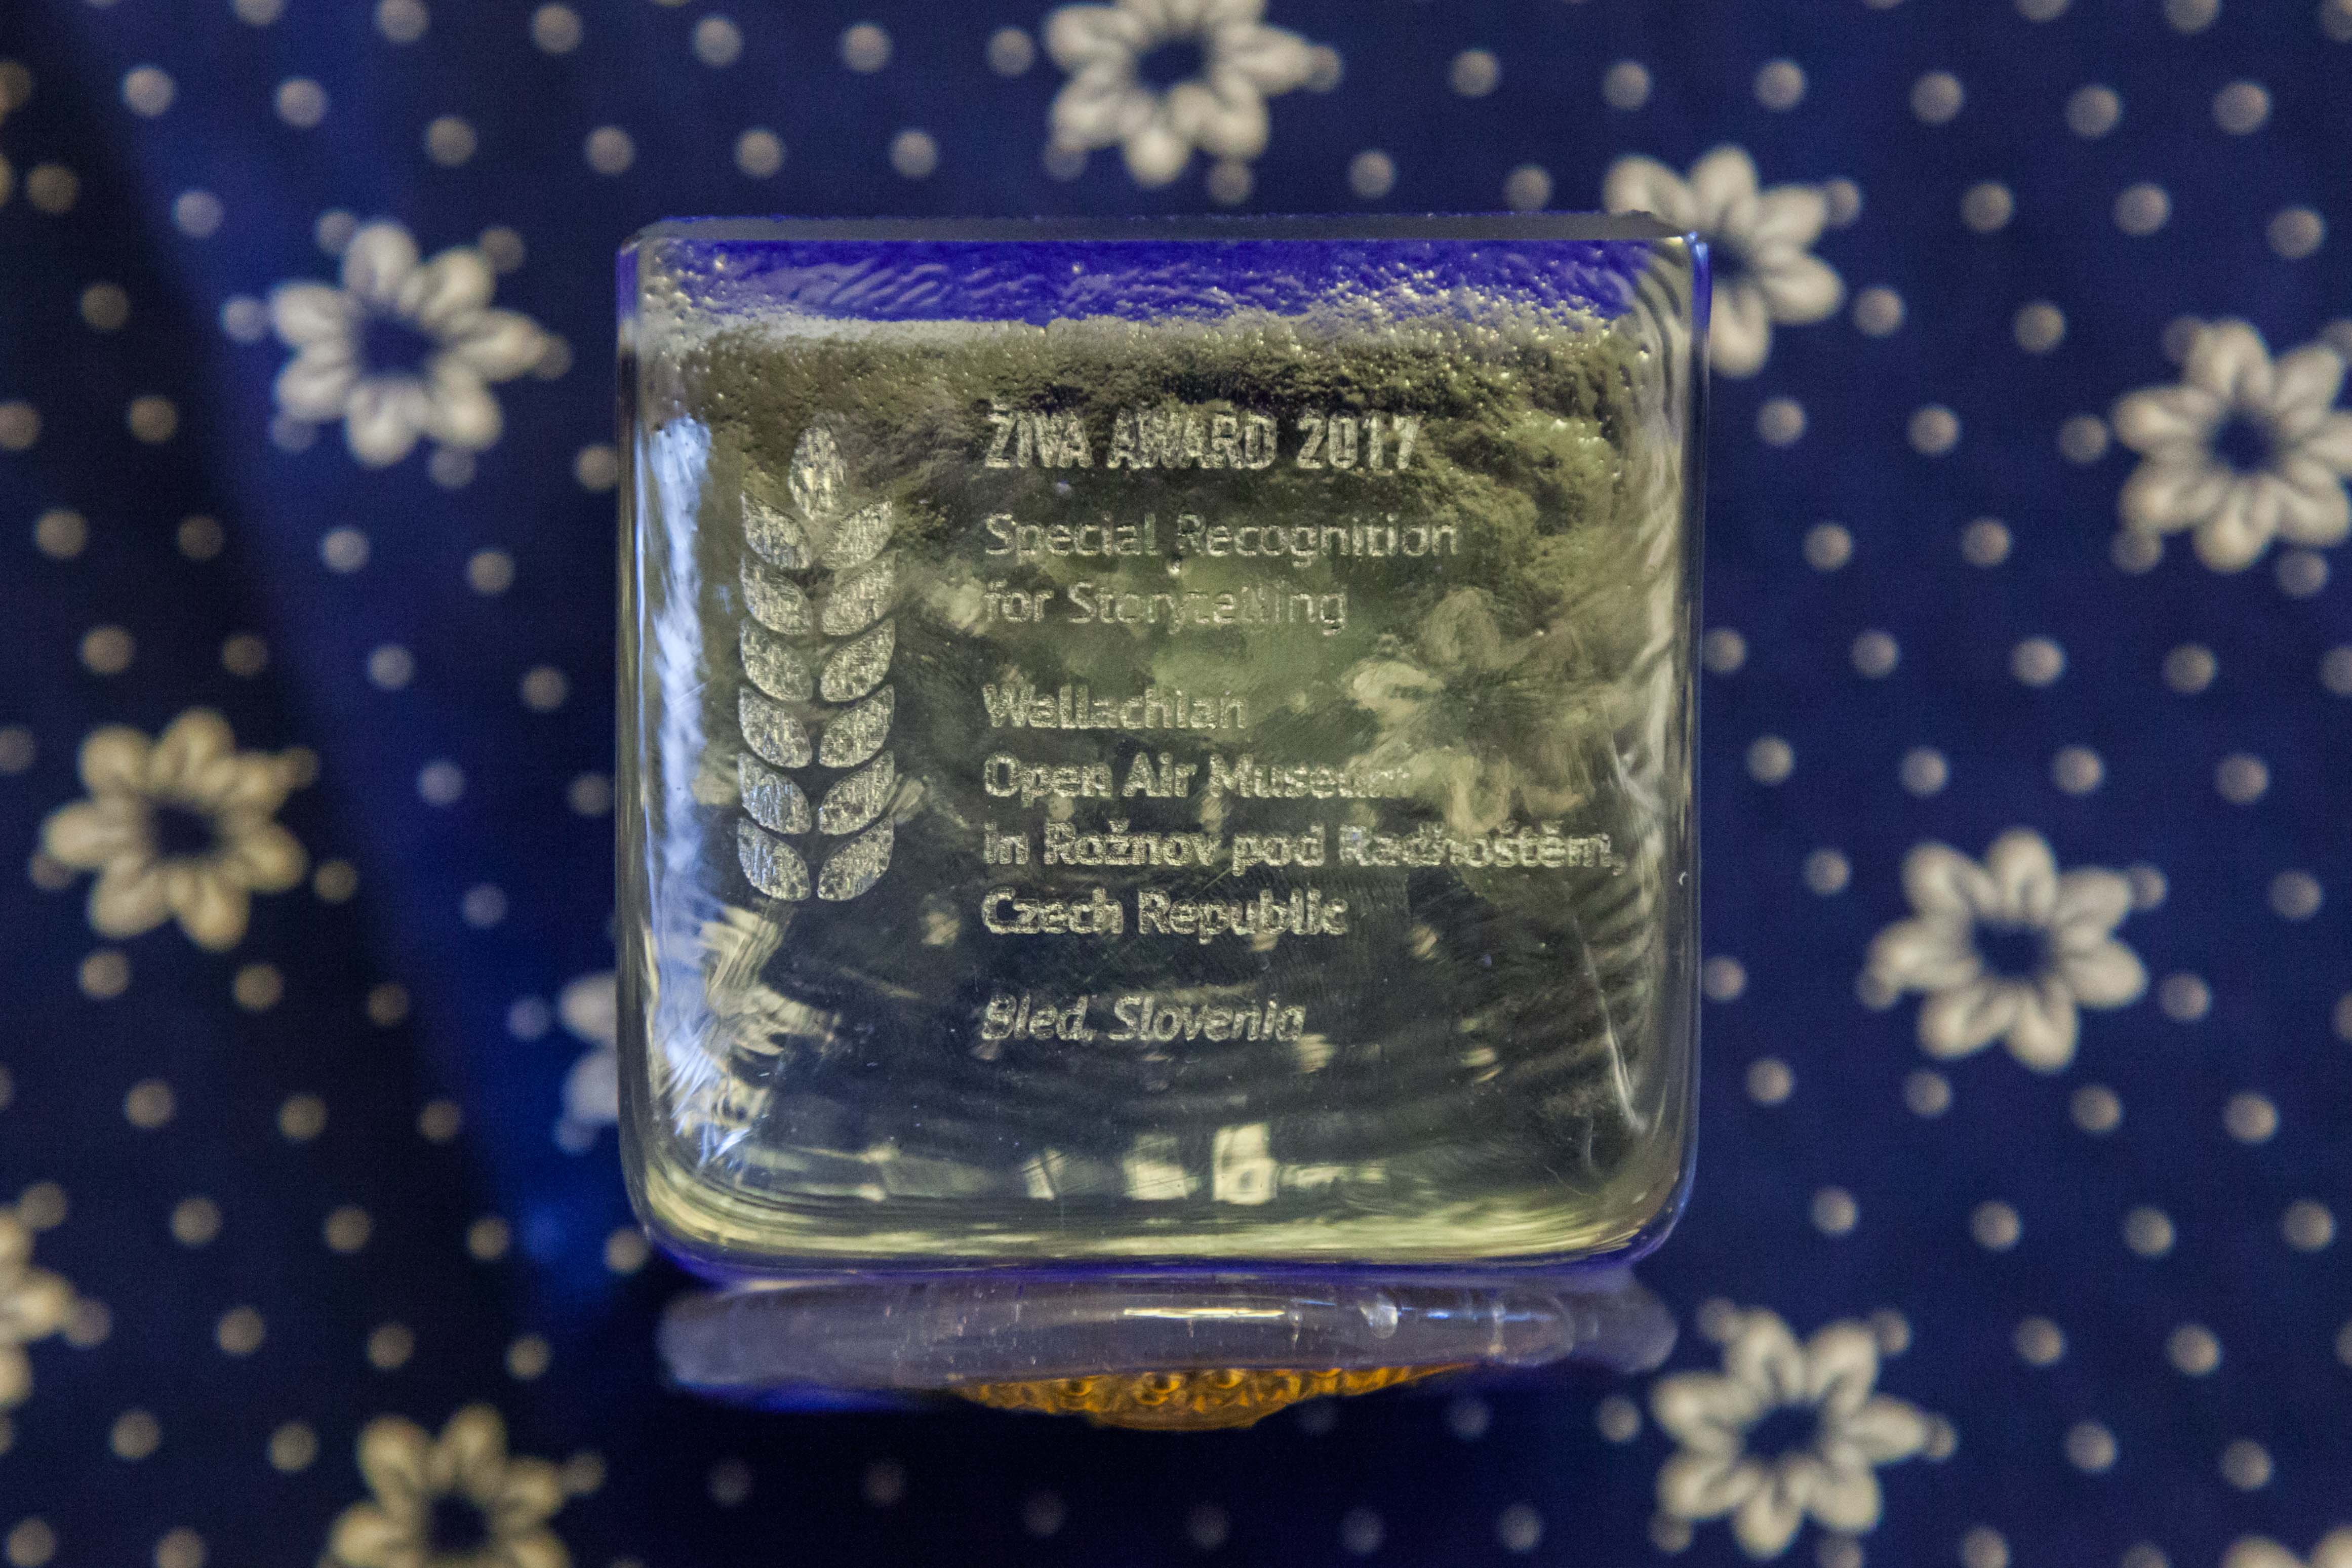 ŽIVA AWARD 2017
Special Recognition
for Storytelling
Wallachian
Open Air Museum
in Rožnov pod Radhoštěm,
Czech Republic
Bled, Slovenia